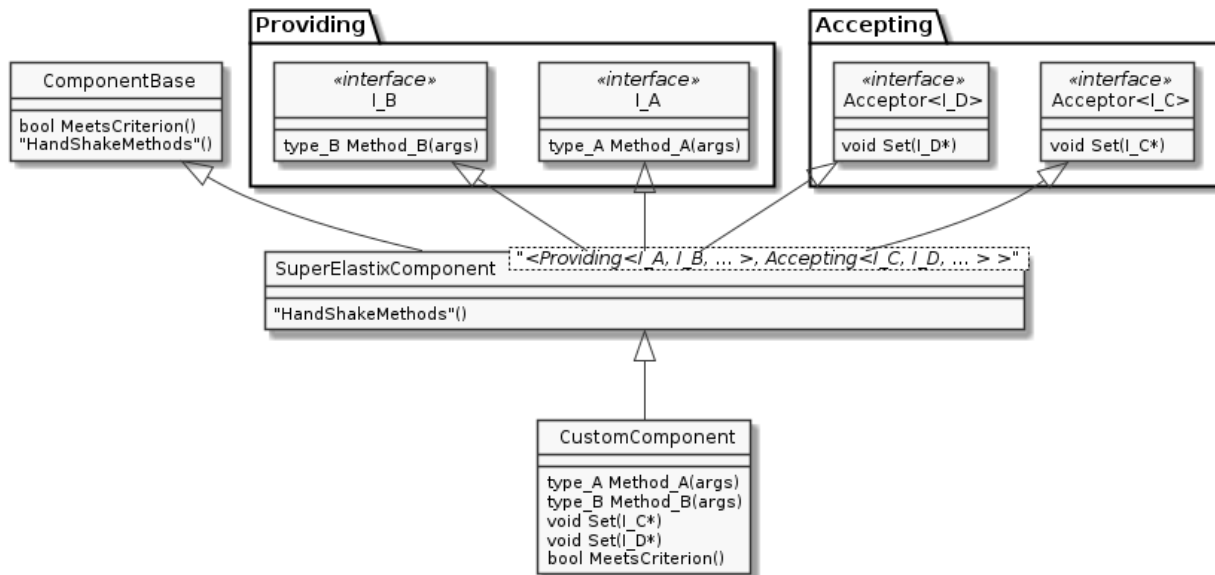 Providing
Accepting
ComponentBase
bool MeetsCriterion()
"HandShakeMethods"()
«interface»
I_B
type_B Method_B(args)
«interface»
I_A
type_A Method_A(args)
«interface»
Acceptor<I_D>
void Set(I_D*)
«interface»
Acceptor<I_C>
void Set(I_C*)
"<Providing<I_A, I_B, ... >, Accepting<I_C, I_D, ... > >"
SuperElastixComponent
"HandShakeMethods"()
CustomComponent
type_A Method_A(args)
type_B Method_B(args)
void Set(I_C*)
void Set(I_D*)
bool MeetsCriterion()